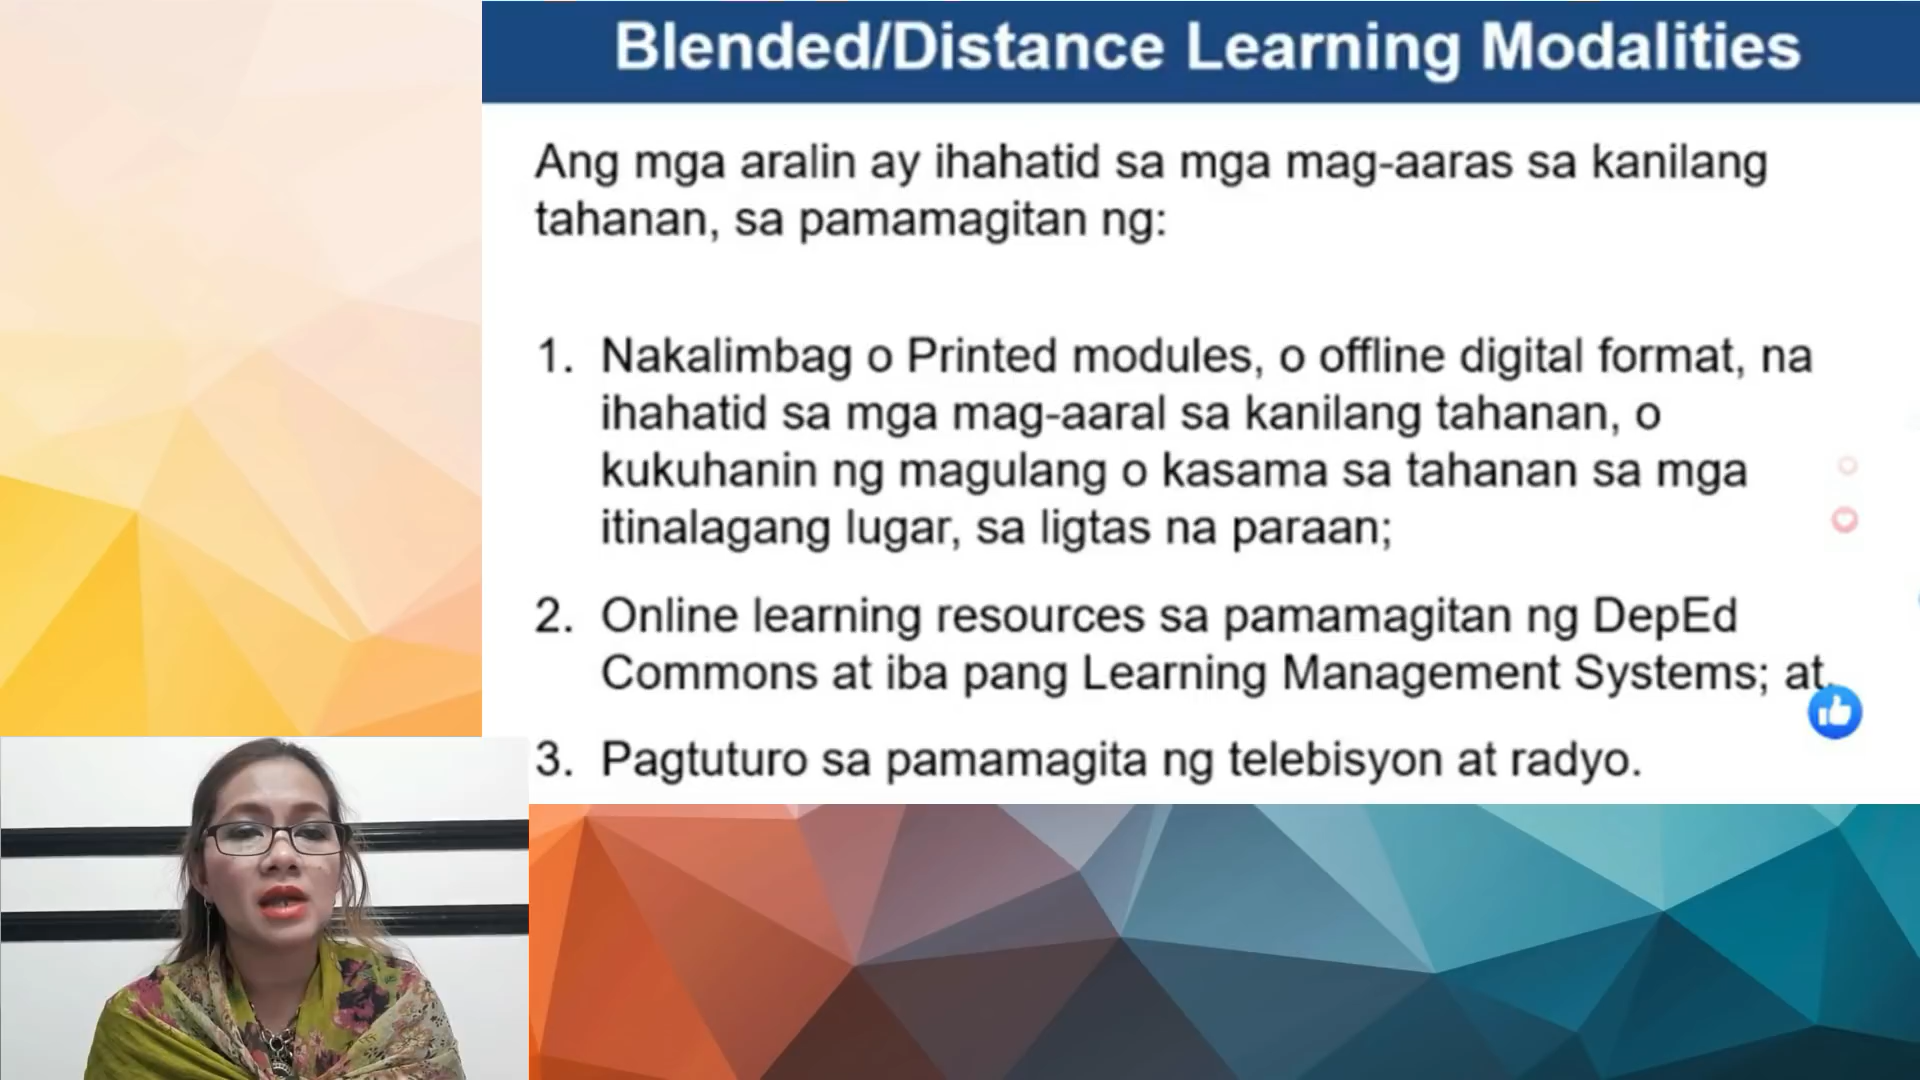 Blended/Distance Learning Modalities
Ang mga aralin ay ihahatid sa mga mag-aaras sa kanilang
tahanan, sa pamamagitan ng:
1. Nakalimbag o Printed modules, o offline digital format, na
ihahatid sa mga mag-aaral sa kanilang tahanan, o
kukuhanin ng magulang o kasama sa tahanan sa mga
itinalagang lugar, sa ligtas na paraan;
2. Online learning resources sa pamamagitan ng DepEd
Commons at iba pang Learning Management Systems; at,
3. Pagtuturo sa pamamagita ng telebisyon at radyo.